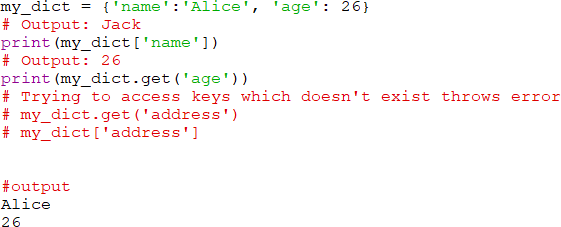 my_dict = {'name':'Alice', 'age': 26}
# Output: Jack
print(my_dict['name'])
# Output: 26
print(my_dict.get('age'))
# Trying to access keys which doesn't exist throws error
# my_dict.get('address')
# my_dict['address']
#output
Alice
26